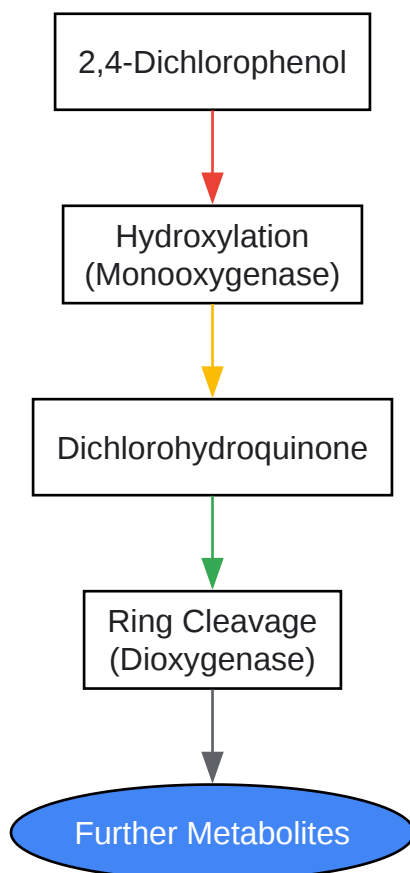 2,4-Dichlorophenol
Hydroxylation
(Monooxygenase)
Dichlorohydroquinone
Ring Cleavage
(Dioxygenase)
Further Metabolites